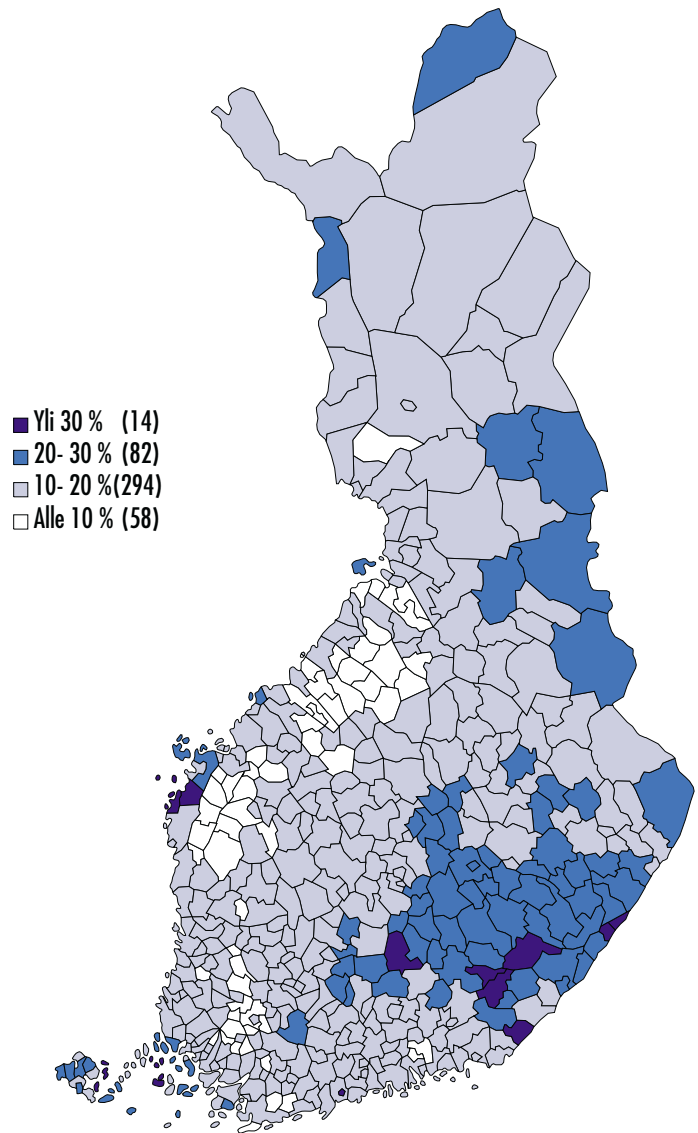 Yli 30 % (14)
20- 30 % (82)
10- 20 %(294)
Alle 10 % (58)